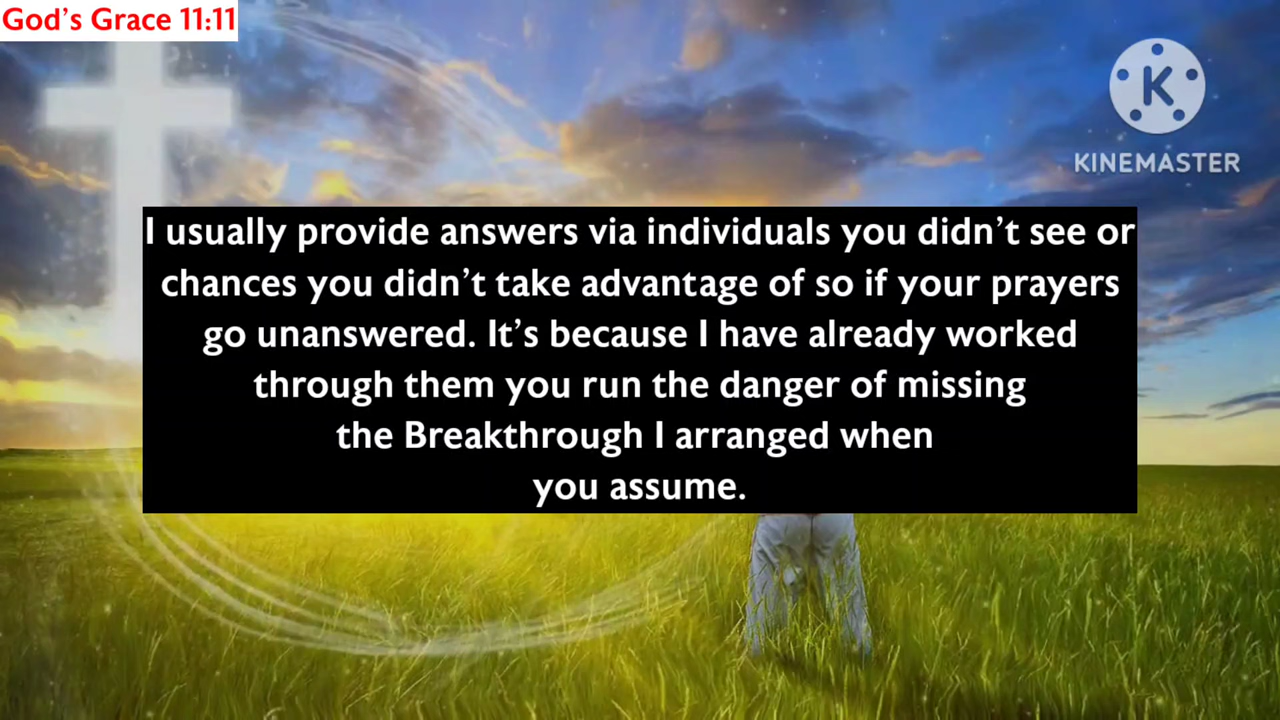 God’s Grace 11:11
K
KINEMASTER
I usually provide answers via individuals you didn’t see or
chances you didn’t take advantage of so if your prayers
go unanswered. It’s because I have already worked
through them you run the danger of missing
the Breakthrough I arranged when
you assume.